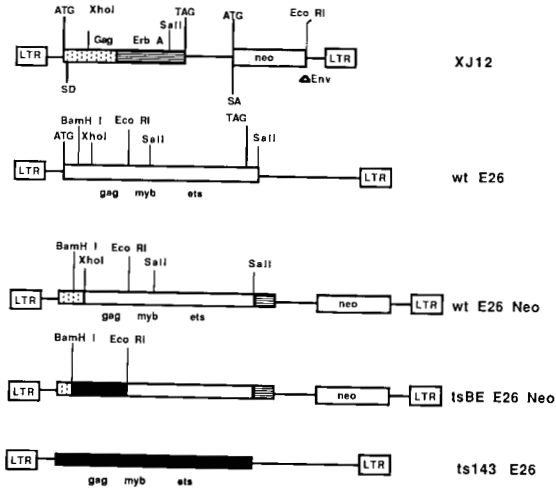 ATG XhoI TAG ATG Eco RI
SalI
LTR Gag Erb A neo LTR XJ12
Env
SD SA
BamH I Eco RI TAG
ATG XhoI SalI SalI
LTR LTR wt E26
gag myb ets
BamH I Eco RI
XhoI SalI SalI
LTR neo LTR wt E26 Neo
gag myb ets
BamH I Eco RI
LTR neo LTR tsBE E26 Neo
LTR LTR ts143 E26
gag myb ets